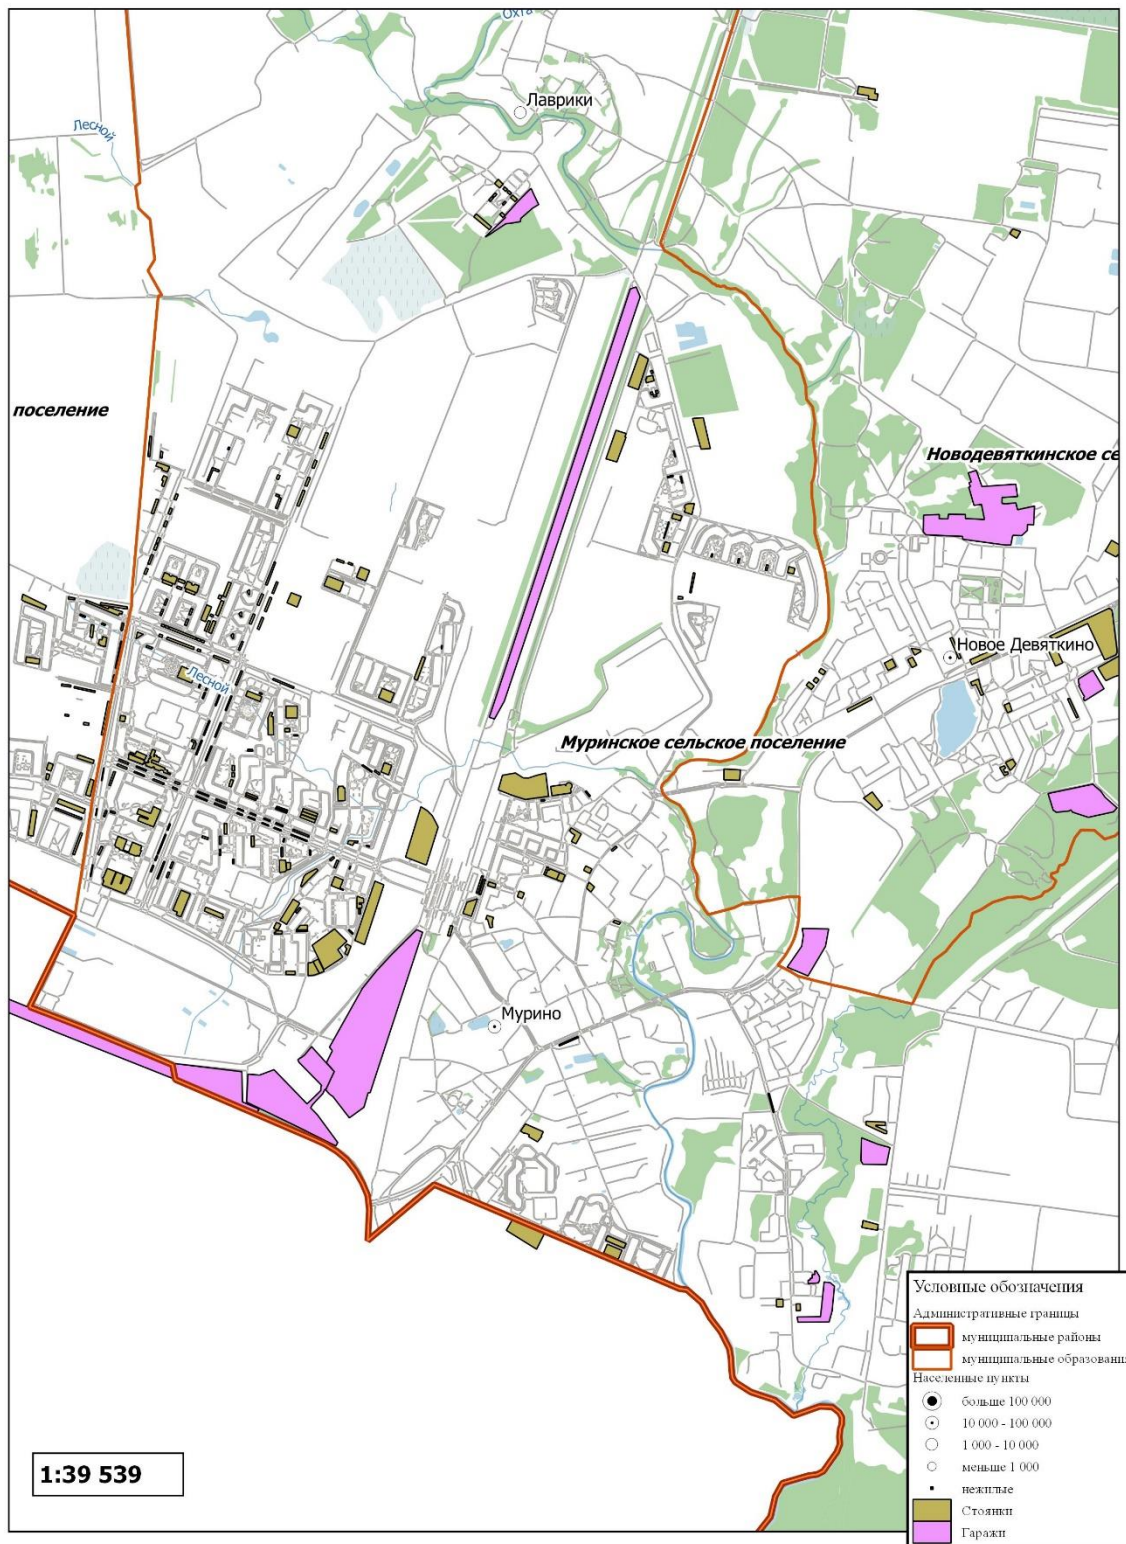 Охта
Лаврики
Лесной
поселение
Новодевяткинское се
Новое Девяткино
Лесной
Муринское сельское поселение
Мурино
Условные обозначения
Административные границы
муниципальные районы
муниципальные образования
Населенные пункты
больше 100 000
10 000 - 100 000
1 000 - 10 000
меньше 1 000
нежилые
Стоянки
Гаражи
1:39 539